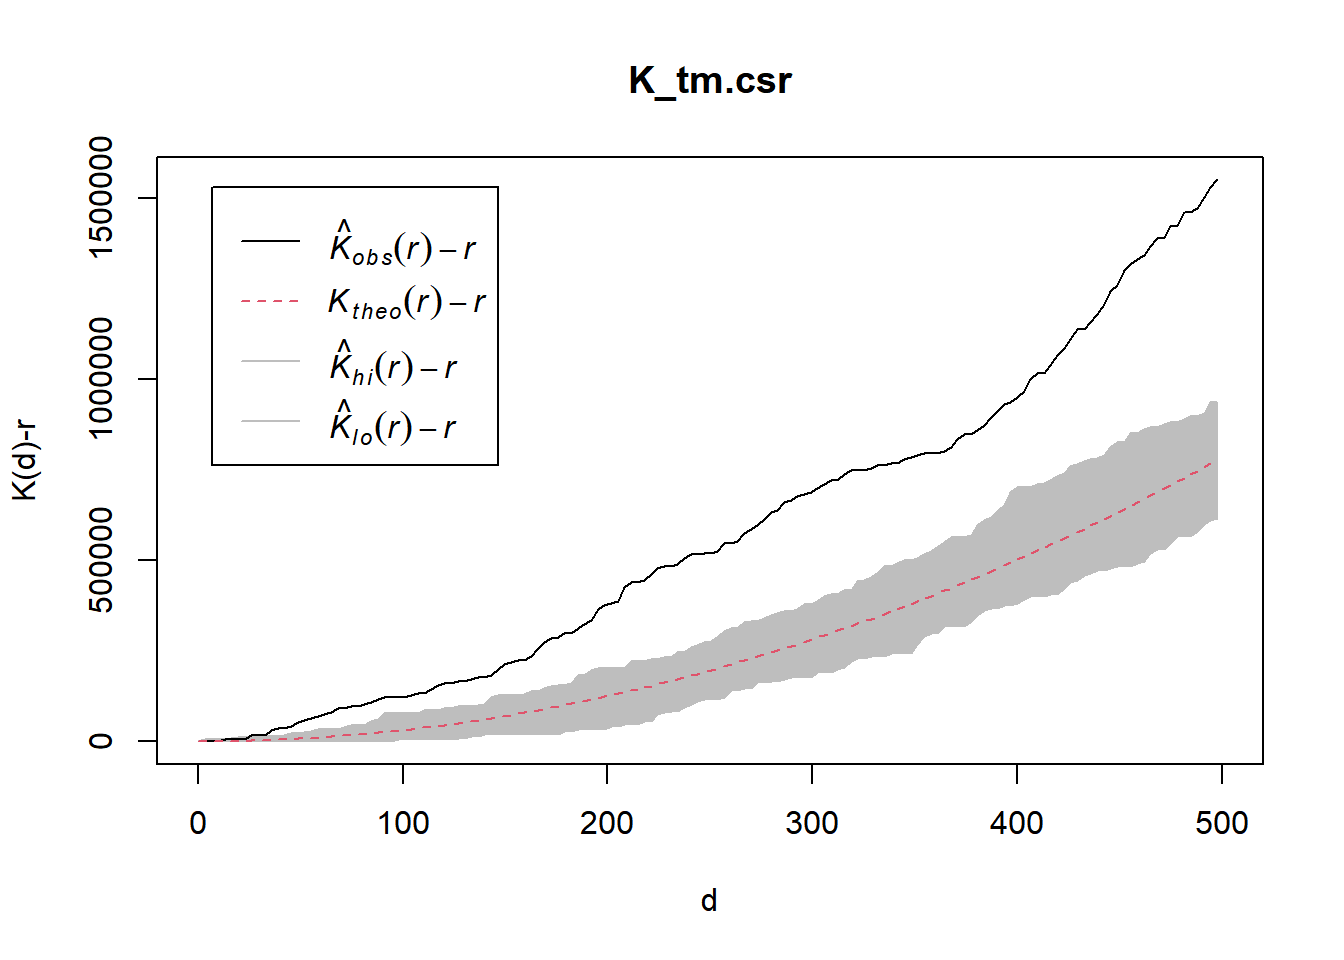 K_tm.csr
K̂obs(r) − r
Ktheo(r) − r
K̂hi(r) − r
K̂lo(r) − r
K(d)-r
1500000
1000000
500000
0
0 100 200 300 400 500
d